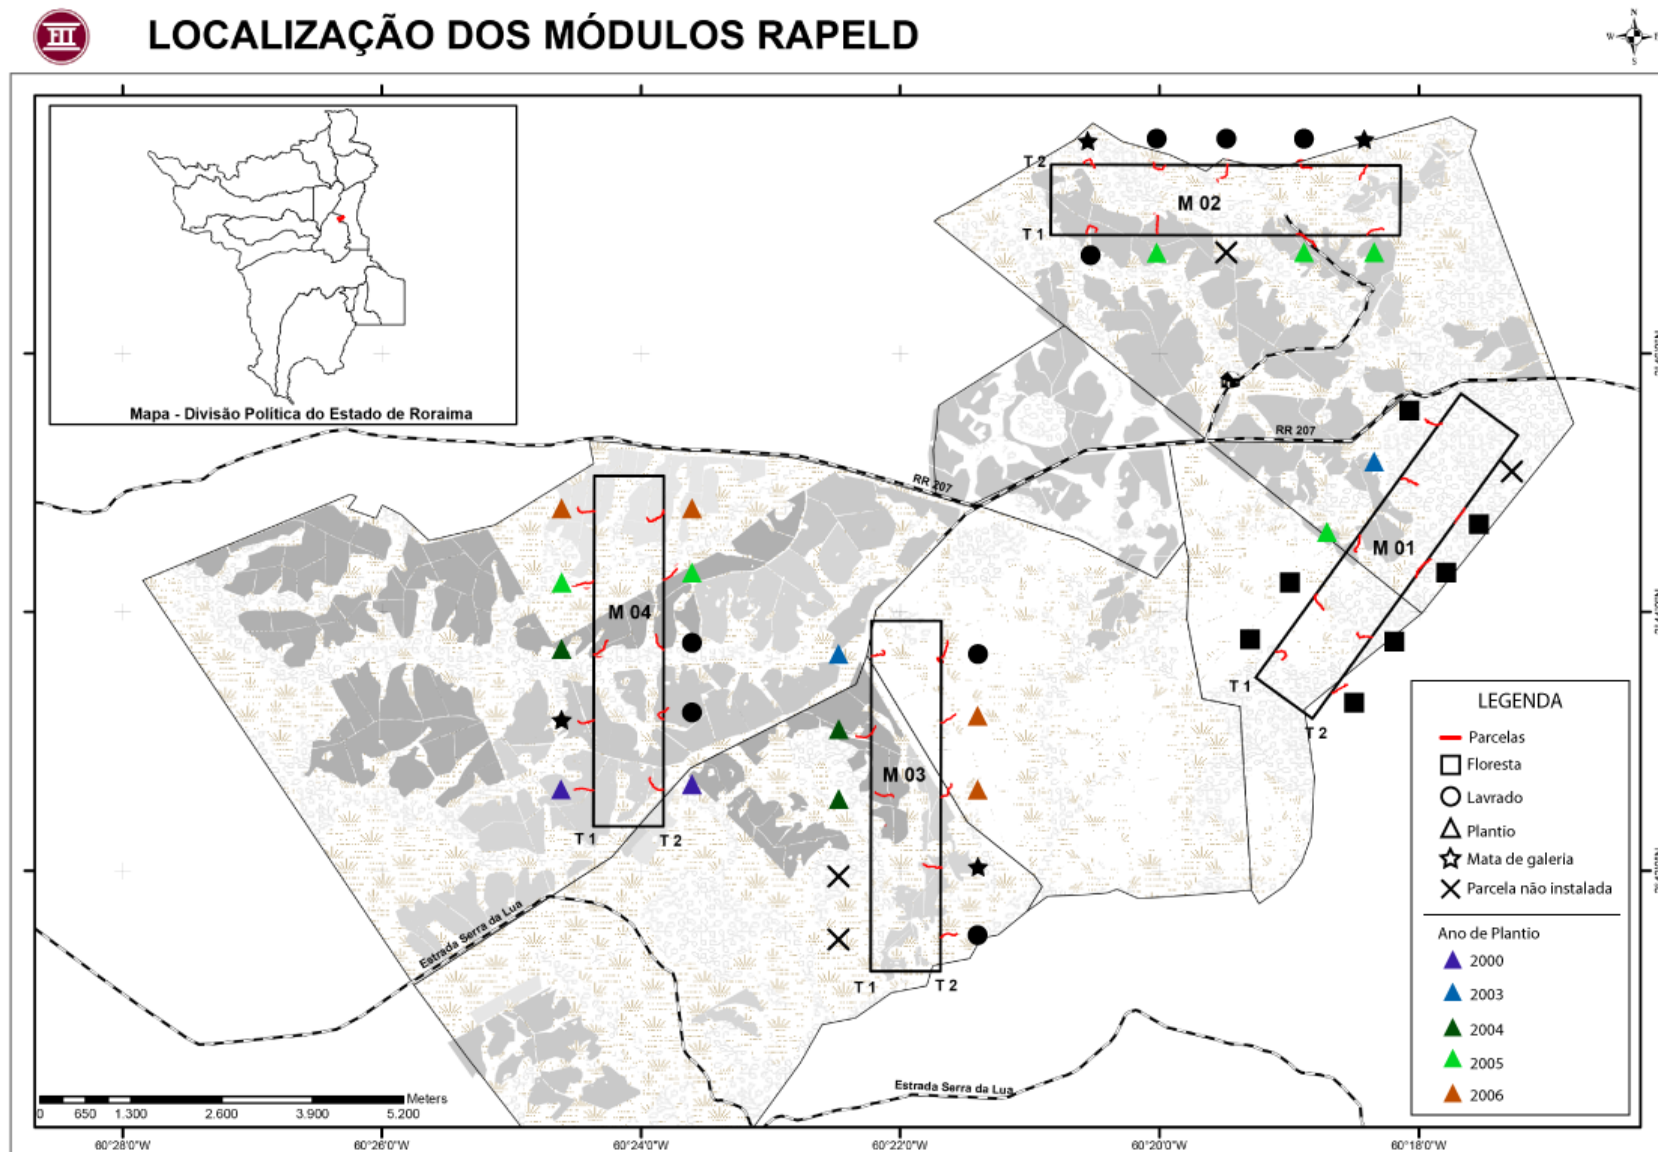 LOCALIZAÇÃO DOS MÓDULOS RAPELD
N
W
E
S
Mapa - Divisão Política do Estado de Roraima
T 2
M 02
T 1
RR 207
RR 207
M 01
T 1
T 2
M 04
T 1
T 2
M 03
T 1
T 2
Estrada Serra da Lua
Estrada Serra da Lua
LEGENDA
Parcelas
Floresta
Lavrado
Plantio
Mata de galeria
Parcela não instalada
Ano de Plantio
2000
2003
2004
2005
2006
Meters
0 650 1.300 2.600 3.900 5.200
60°28'0"W 60°26'0"W 60°24'0"W 60°22'0"W 60°20'0"W 60°18'0"W